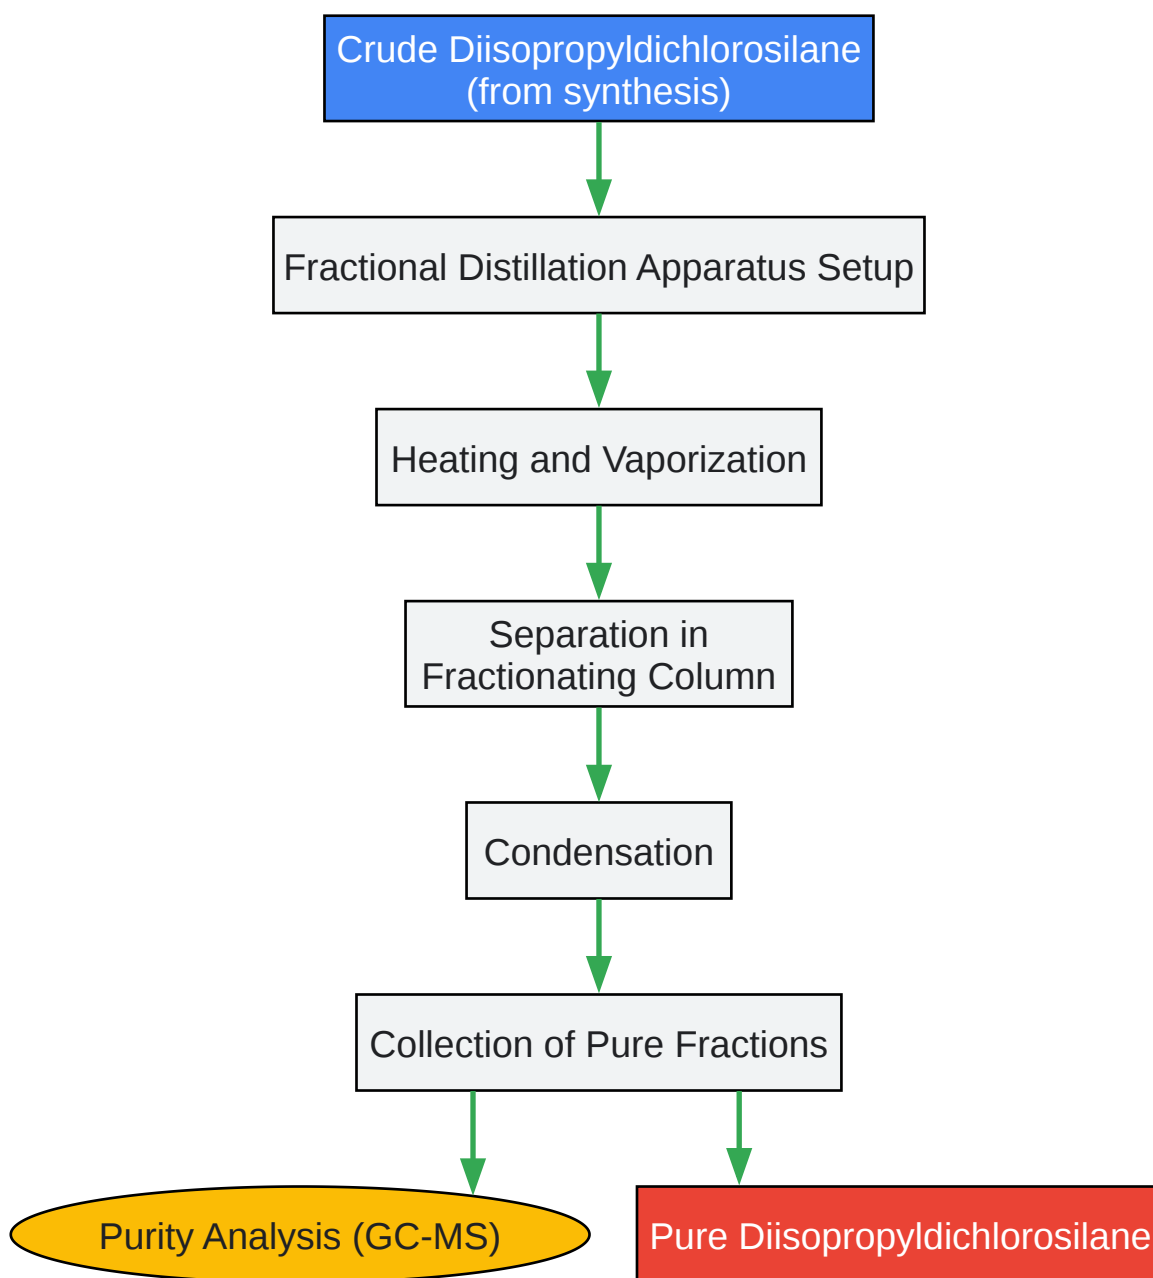 Crude Diisopropyldichlorosilane
(from synthesis)
Fractional Distillation Apparatus Setup
Heating and Vaporization
Separation in
Fractionating Column
Condensation
Collection of Pure Fractions
Purity Analysis (GC-MS)
Pure Diisopropyldichlorosilane